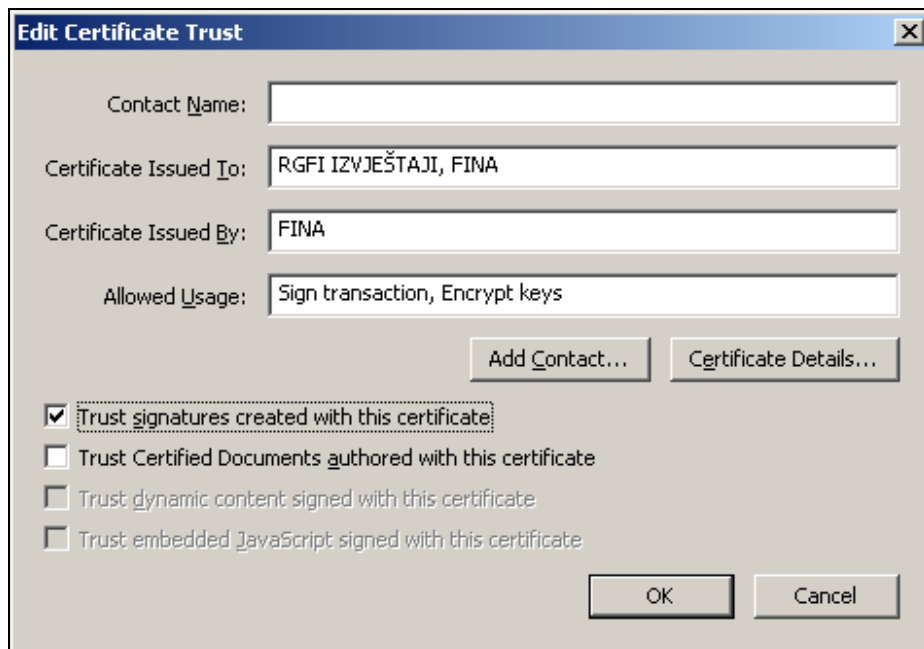 Edit Certificate Trust
Contact Name:
Certificate Issued To: RGFI IZVJEŠTAJI, FINA
Certificate Issued By: FINA
Allowed Usage: Sign transaction, Encrypt keys
Add Contact... Certificate Details...
Trust signatures created with this certificate
Trust Certified Documents authored with this certificate
Trust dynamic content signed with this certificate
Trust embedded JavaScript signed with this certificate
OK Cancel